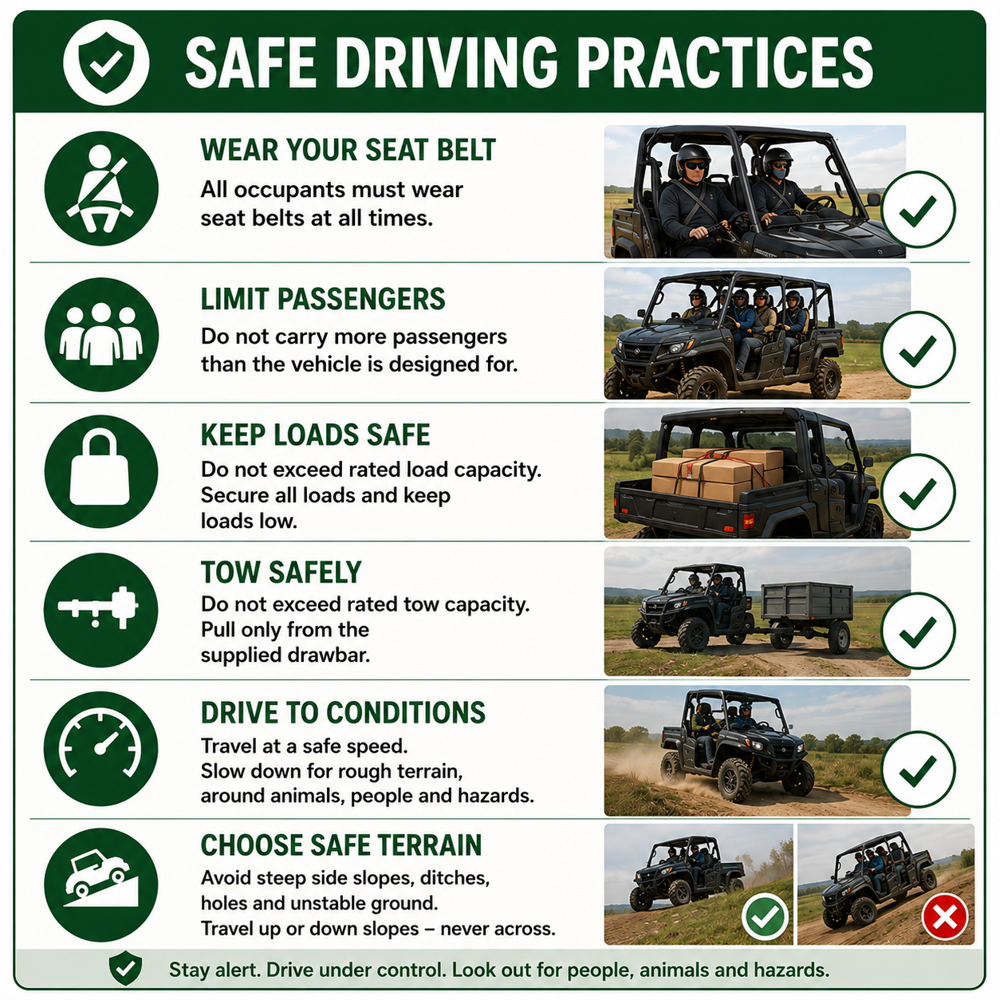 SAFE DRIVING PRACTICES
WEAR YOUR SEAT BELT
All occupants must wear
seat belts at all times.
LIMIT PASSENGERS
Do not carry more passengers
than the vehicle is designed for.
KEEP LOADS SAFE
Do not exceed rated load capacity.
Secure all loads and keep
loads low.
TOW SAFELY
Do not exceed rated tow capacity.
Pull only from the
supplied drawbar.
DRIVE TO CONDITIONS
Travel at a safe speed.
Slow down for rough terrain,
around animals, people and hazards.
CHOOSE SAFE TERRAIN
Avoid steep side slopes, ditches,
holes and unstable ground.
Travel up or down slopes – never across.
Stay alert. Drive under control. Look out for people, animals and hazards.